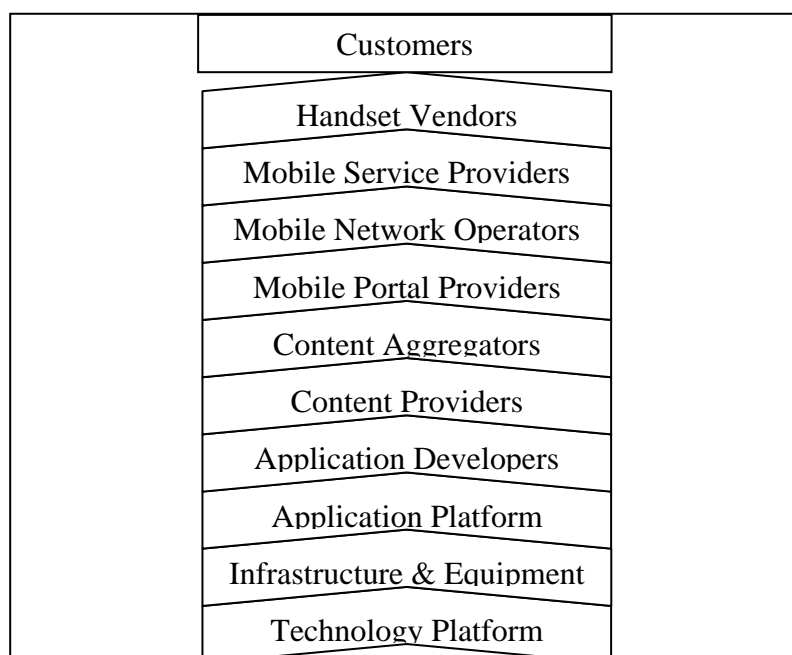 Customers
Handset Vendors
Mobile Service Providers
Mobile Network Operators
Mobile Portal Providers
Content Aggregators
Content Providers
Application Developers
Application Platform
Infrastructure & Equipment
Technology Platform